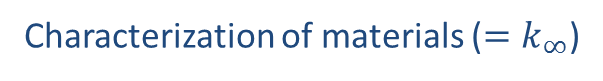 Characterization of materials (= k∞)